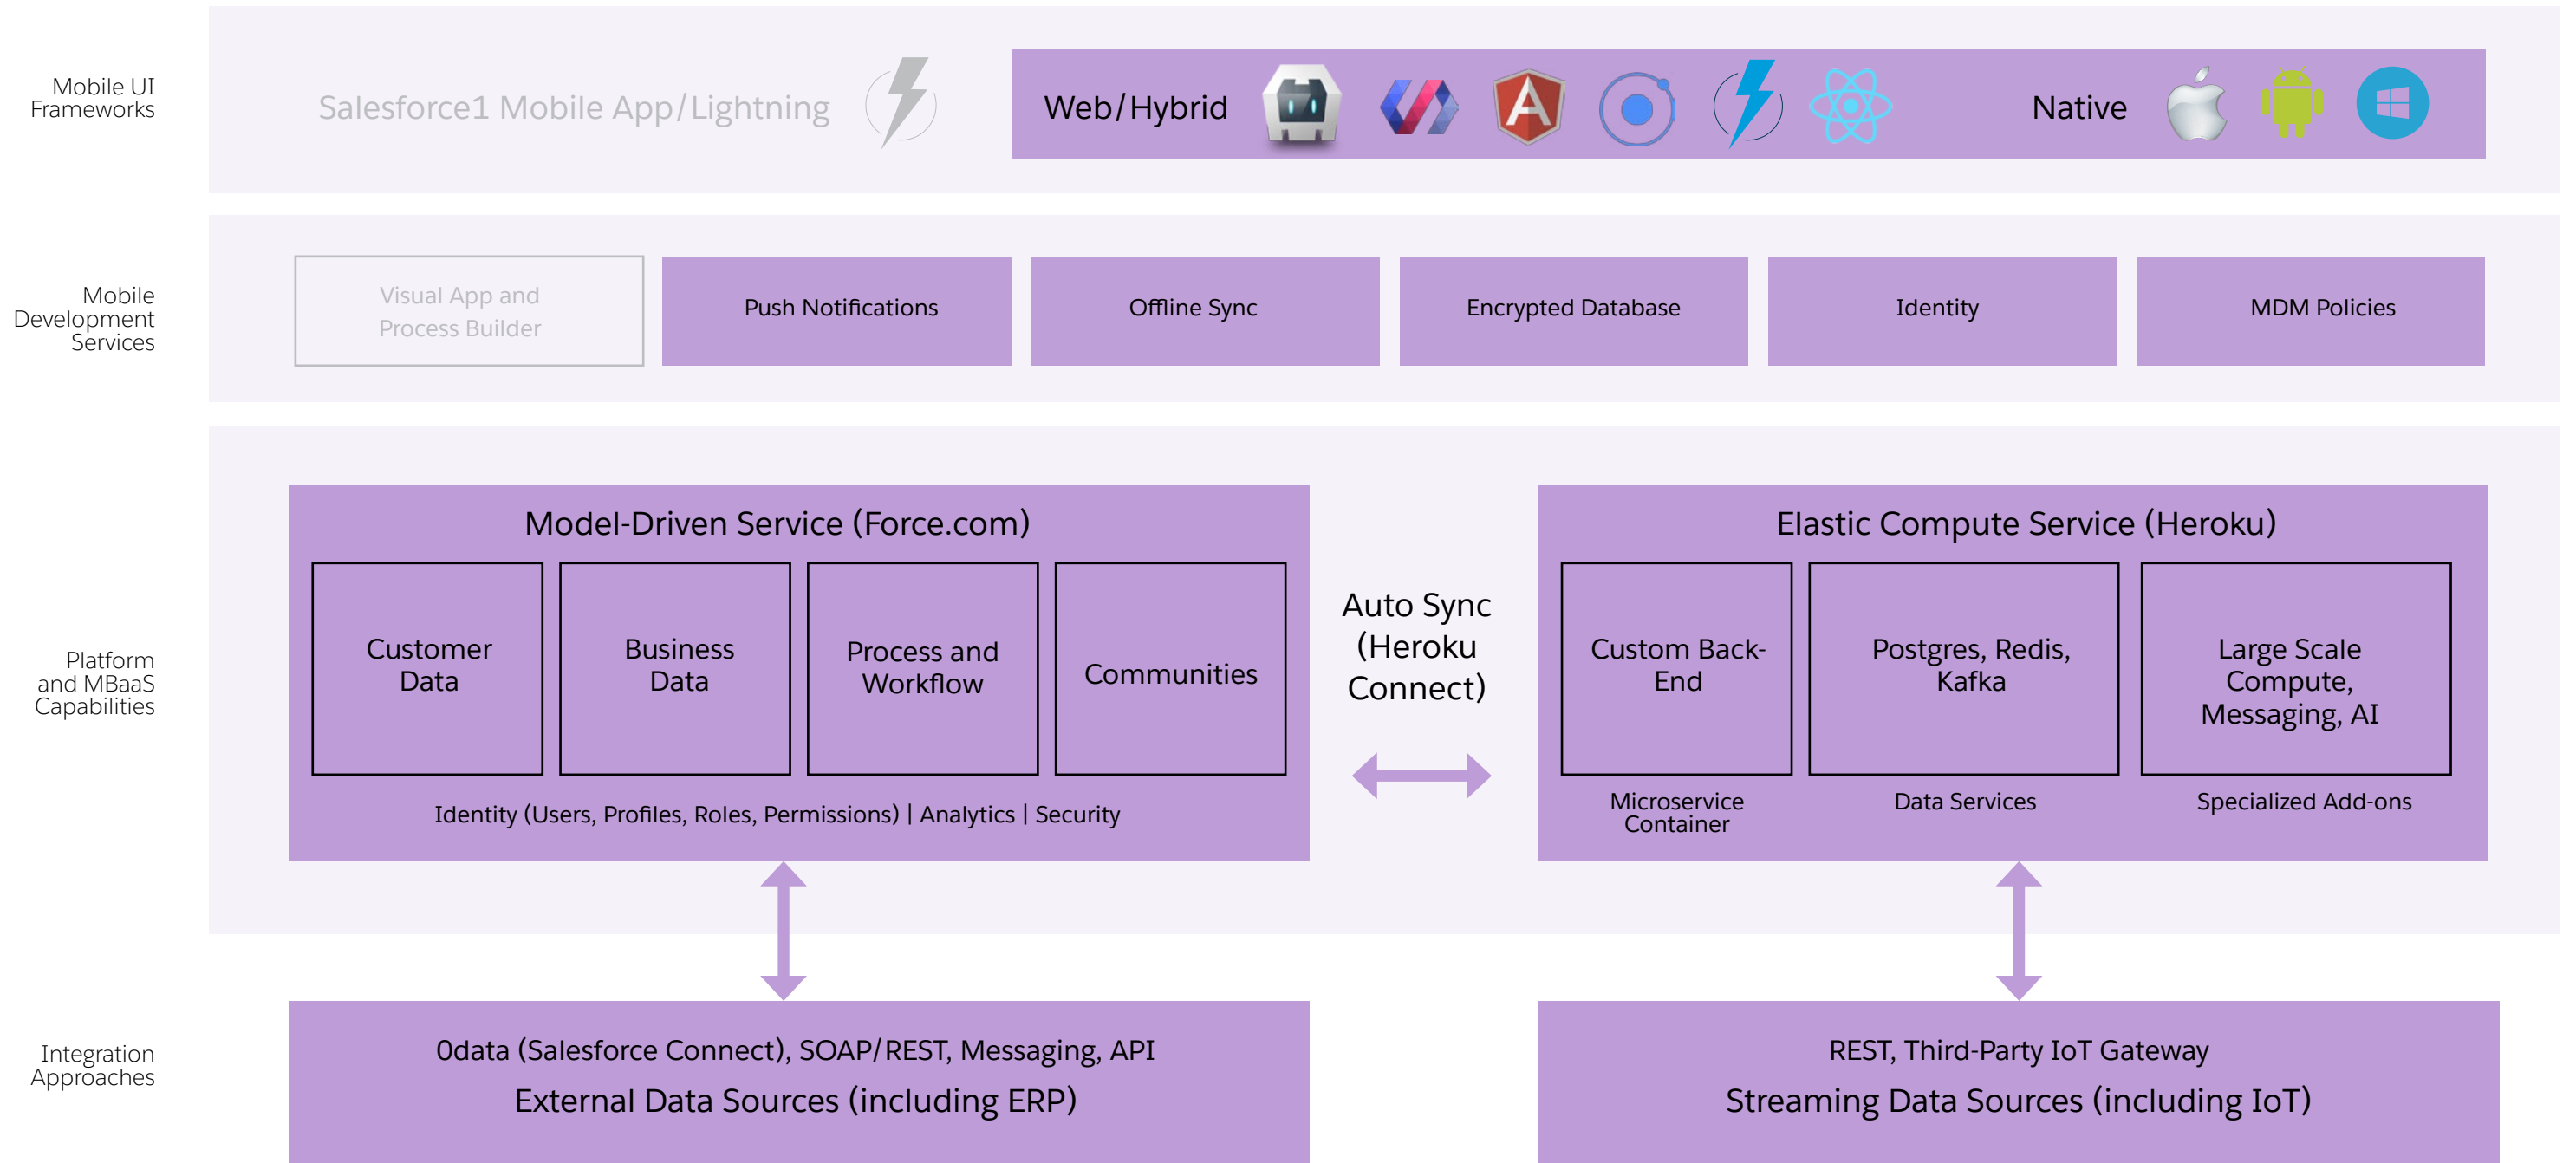 Mobile UI
Frameworks
Salesforce1 Mobile App/Lightning
Web/Hybrid
Native
Mobile
Development
Services
Visual App and
Process Builder
Push Notifications
Offline Sync
Encrypted Database
Identity
MDM Policies
Platform
and MBaaS
Capabilities
Model-Driven Service (Force.com)
Customer
Data
Business
Data
Process and
Workflow
Communities
Identity (Users, Profiles, Roles, Permissions) | Analytics | Security
Auto Sync
(Heroku
Connect)
Elastic Compute Service (Heroku)
Custom Back-
End
Postgres, Redis,
Kafka
Large Scale
Compute,
Messaging, AI
Microservice
Container
Data Services
Specialized Add-ons
Integration
Approaches
0data (Salesforce Connect), SOAP/REST, Messaging, API
External Data Sources (including ERP)
REST, Third-Party IoT Gateway
Streaming Data Sources (including IoT)